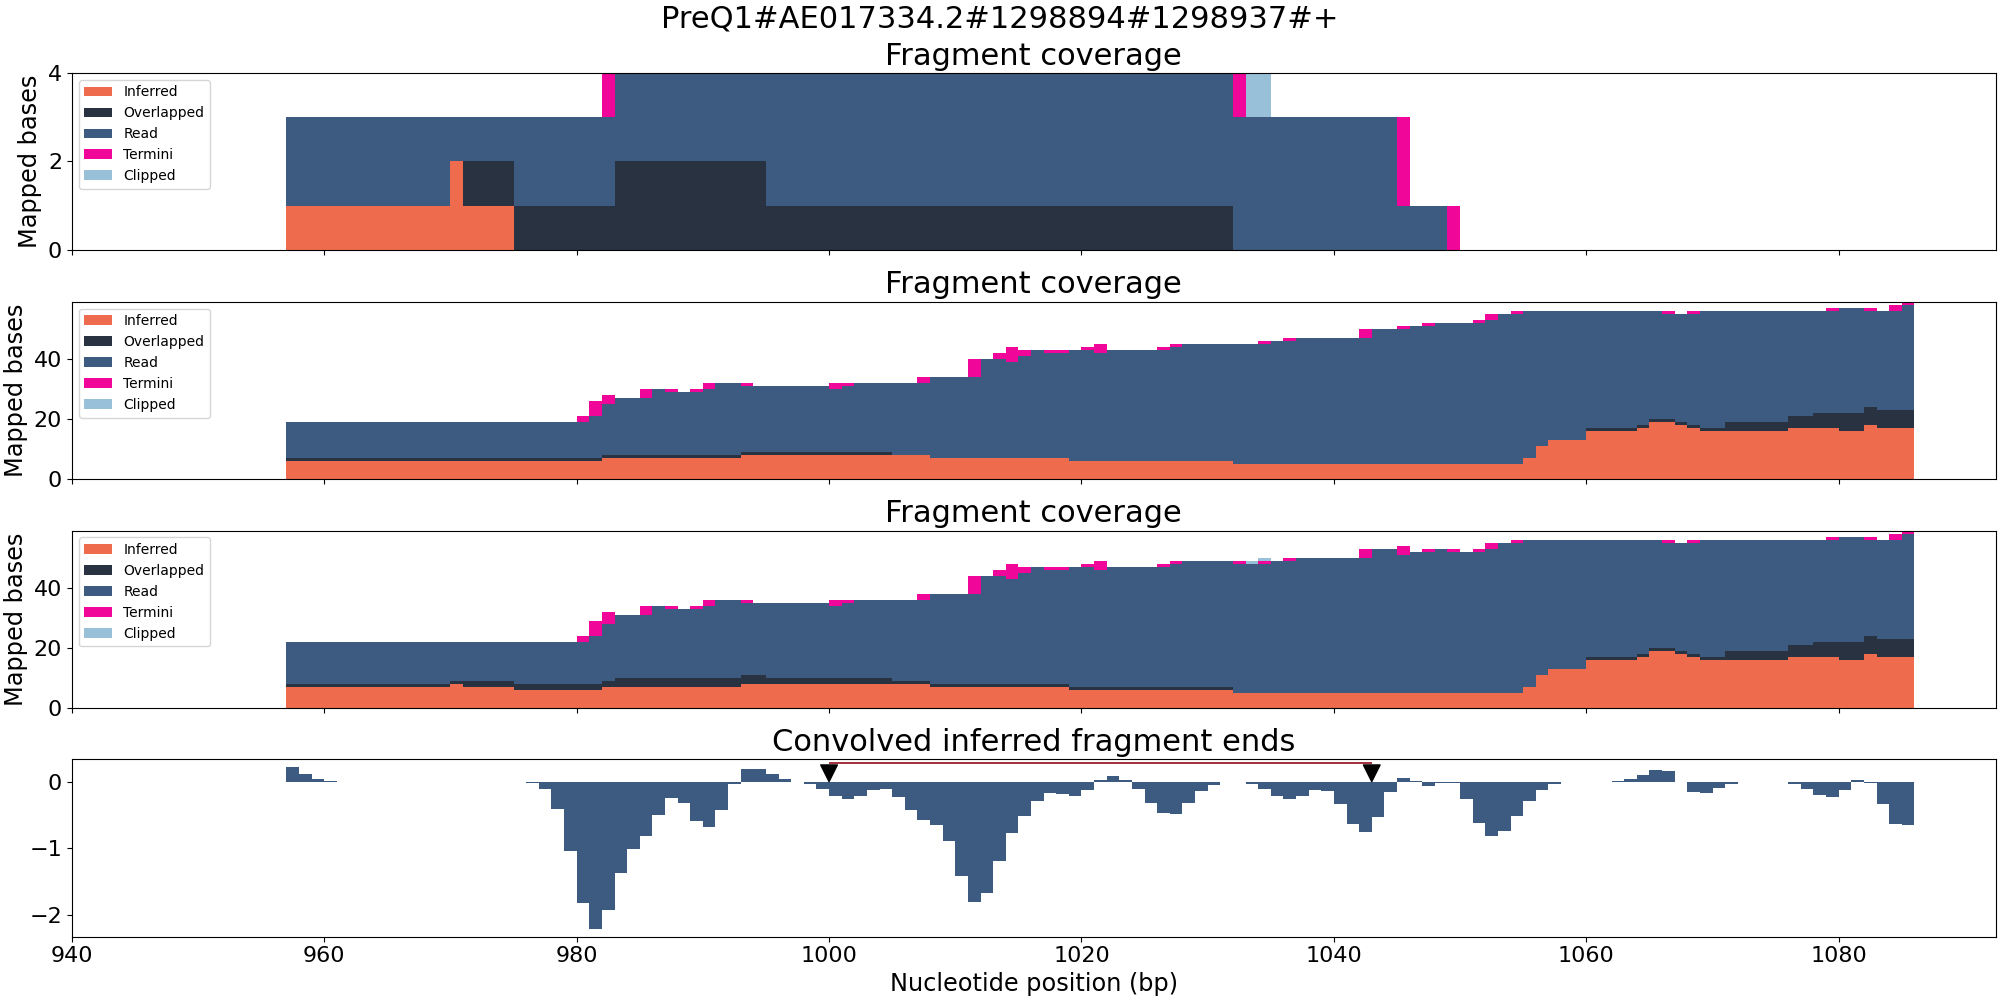 PreQ1#AE017334.2#1298894#1298937#+
Fragment coverage
Mapped bases
4
2
0
Inferred
Overlapped
Read
Termini
Clipped
Fragment coverage
Mapped bases
40
20
0
Inferred
Overlapped
Read
Termini
Clipped
Fragment coverage
Mapped bases
40
20
0
Inferred
Overlapped
Read
Termini
Clipped
Convolved inferred fragment ends
0
−1
−2
940 960 980 1000 1020 1040 1060 1080
Nucleotide position (bp)